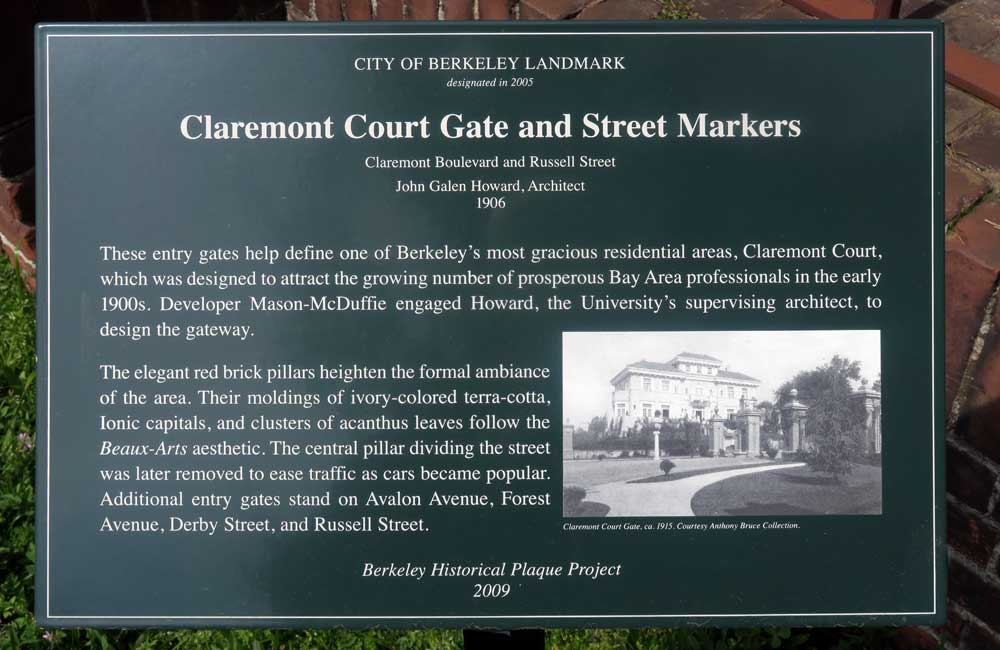 CITY OF BERKELEY LANDMARK
designated in 2005
Claremont Court Gate and Street Markers
Claremont Boulevard and Russell Street
John Galen Howard, Architect
1906
These entry gates help define one of Berkeley's most gracious residential areas, Claremont Court,
which was designed to attract the growing number of prosperous Bay Area professionals in the early
1900s. Developer Mason-McDuffie engaged Howard, the University's supervising architect, to
design the gateway.
The elegant red brick pillars heighten the formal ambiance
of the area. Their moldings of ivory-colored terra-cotta,
Ionic capitals, and clusters of acanthus leaves follow the
Beaux-Arts aesthetic. The central pillar dividing the street
was later removed to ease traffic as cars became popular.
Additional entry gates stand on Avalon Avenue, Forest
Avenue, Derby Street, and Russell Street.
Claremont Court Gate, ca. 1915. Courtesy Anthony Bruce Collection.
Berkeley Historical Plaque Project
2009